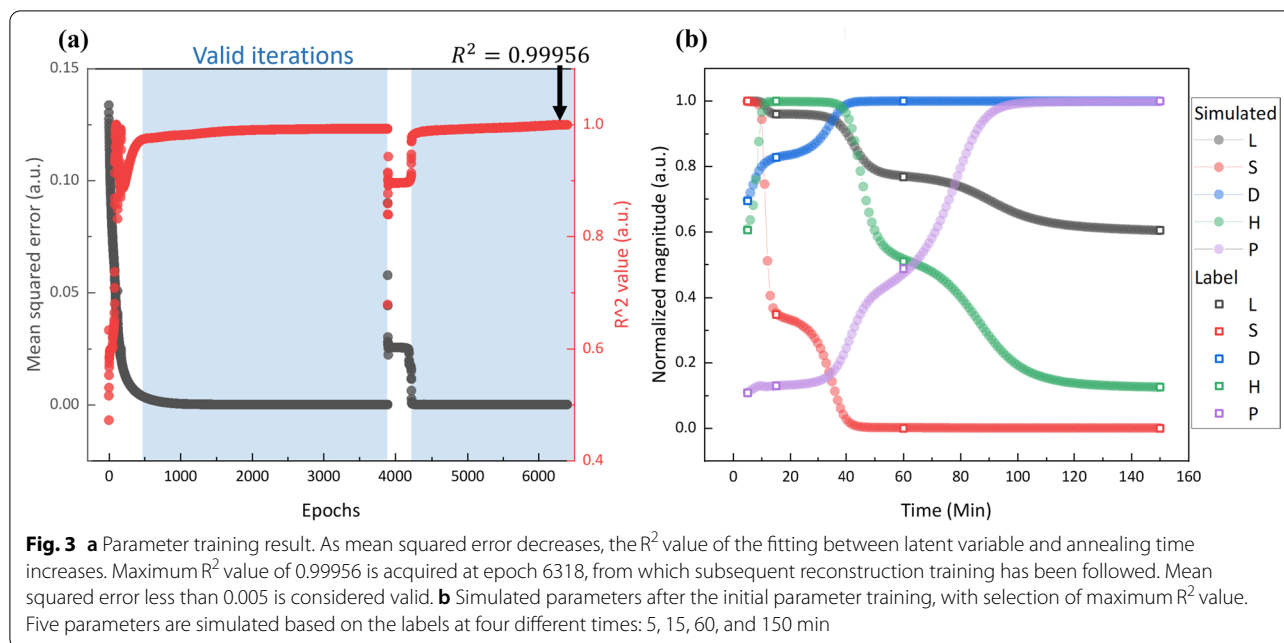 (a)
Valid iterations
R² = 0.99956
0.15
0.10
0.05
0.00
Mean squared error (a.u.)
1.0
0.8
0.6
0.4
R^2 value (a.u.)
0 1000 2000 3000 4000 5000 6000
Epochs
(b)
1.0
0.8
0.6
0.4
0.2
0.0
Normalized magnitude (a.u.)
0 20 40 60 80 100 120 140 160
Time (Min)
Simulated
L
S
D
H
P
Label
L
S
D
H
P
Fig. 3 a Parameter training result. As mean squared error decreases, the R² value of the fitting between latent variable and annealing time
increases. Maximum R² value of 0.99956 is acquired at epoch 6318, from which subsequent reconstruction training has been followed. Mean
squared error less than 0.005 is considered valid. b Simulated parameters after the initial parameter training, with selection of maximum R² value.
Five parameters are simulated based on the labels at four different times: 5, 15, 60, and 150 min